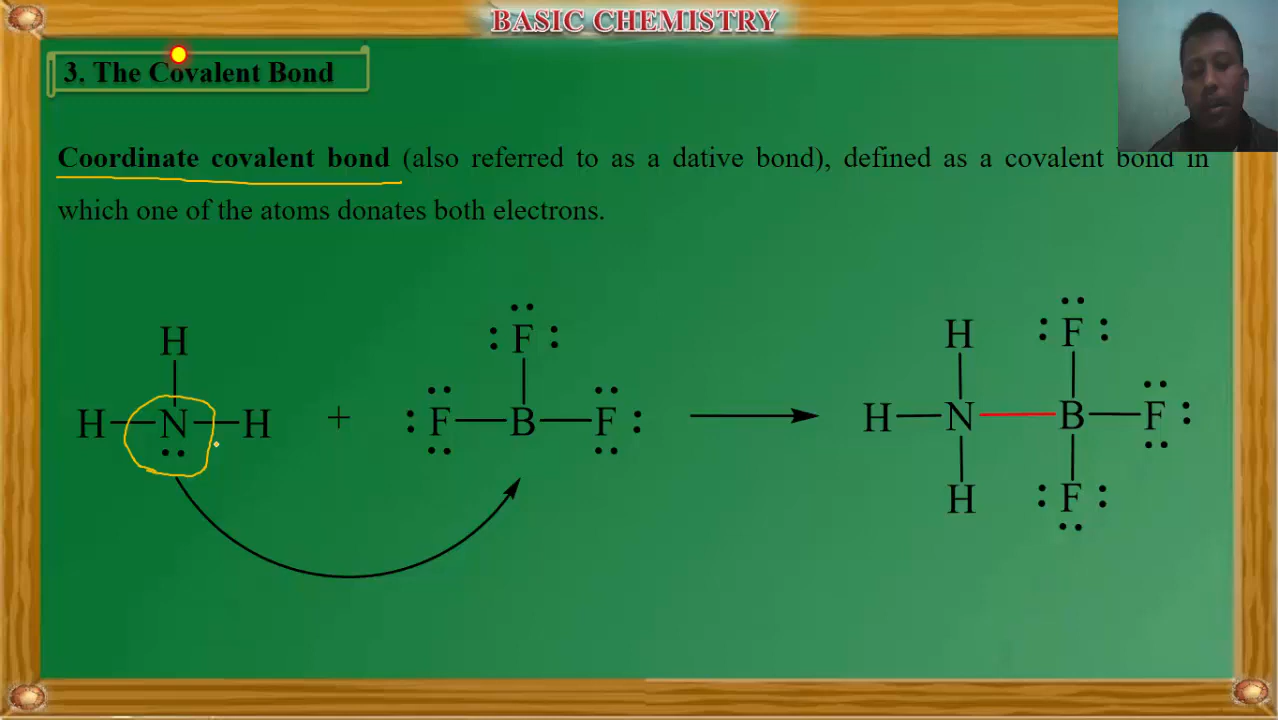 BASIC CHEMISTRY
3. The Covalent Bond
Coordinate covalent bond (also referred to as a dative bond), defined as a covalent bond in
which one of the atoms donates both electrons.
H
H—N—H
+
F
F—B—F
H F
H—N—B—F
H F